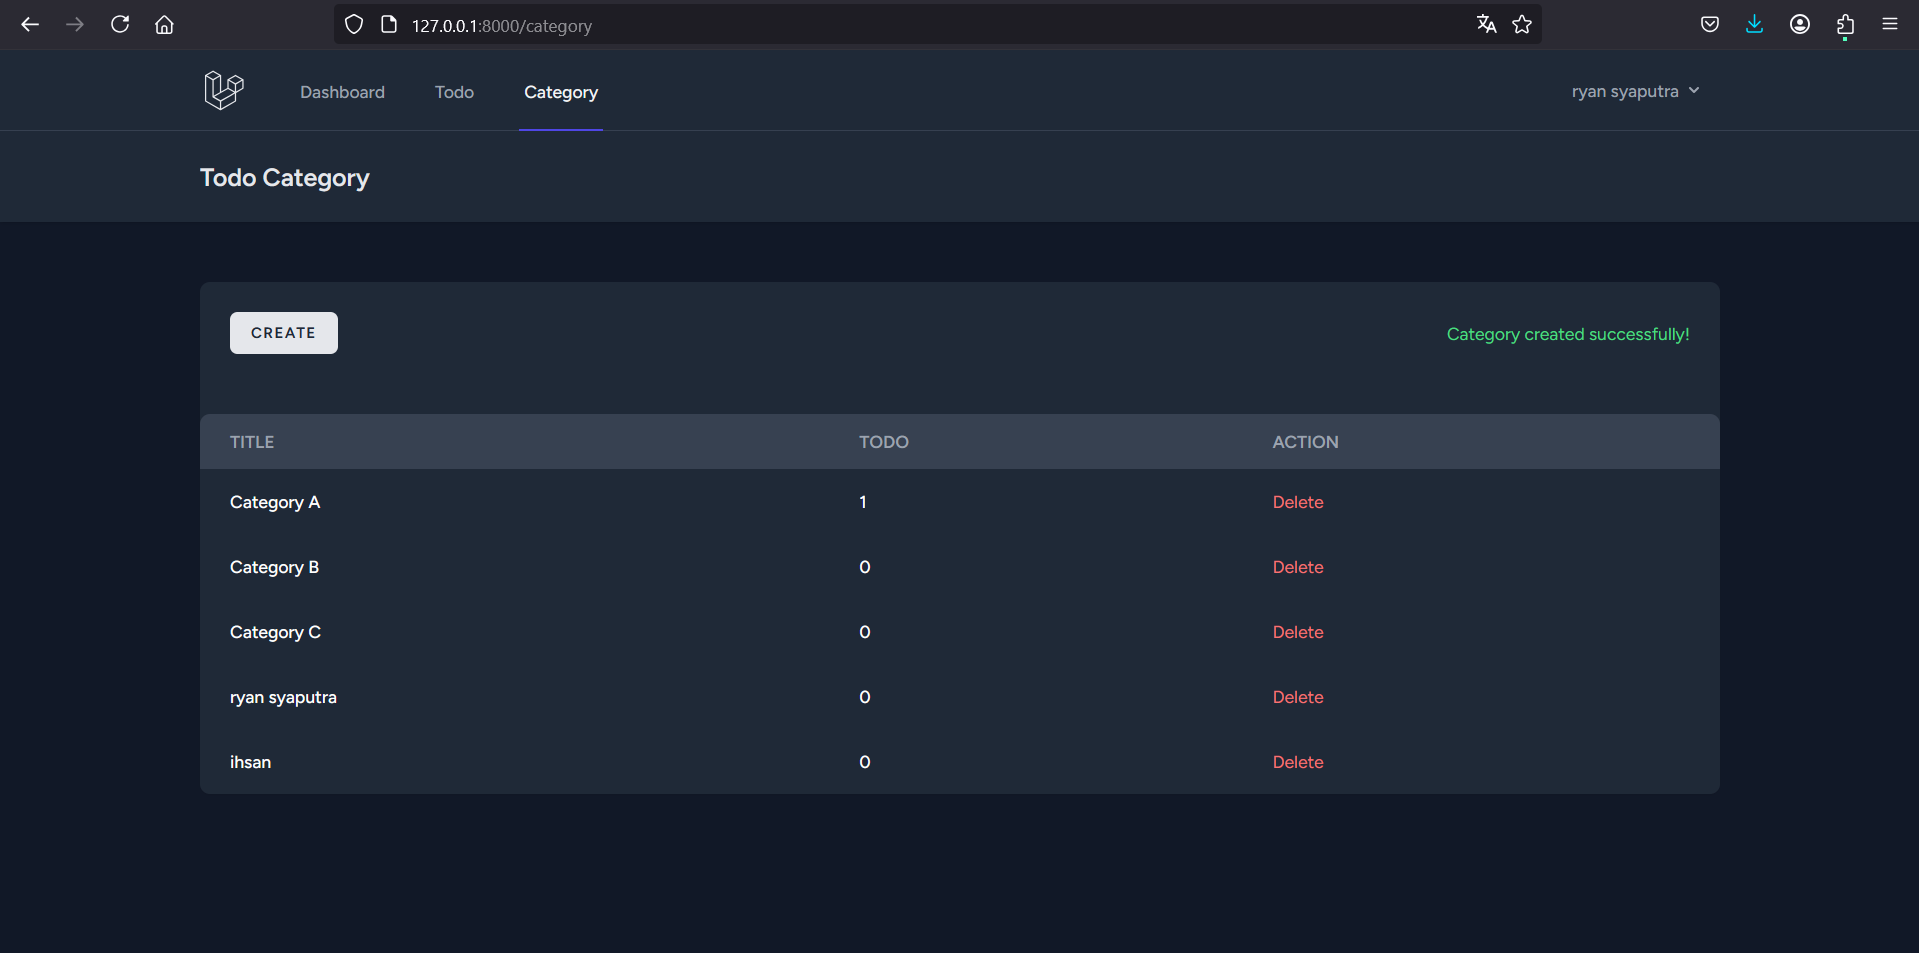 127.0.0.1:8000/category
Dashboard Todo Category ryan syaputra
Todo Category
CREATE Category created successfully!
TITLE TODO ACTION
Category A 1 Delete
Category B 0 Delete
Category C 0 Delete
ryan syaputra 0 Delete
ihsan 0 Delete